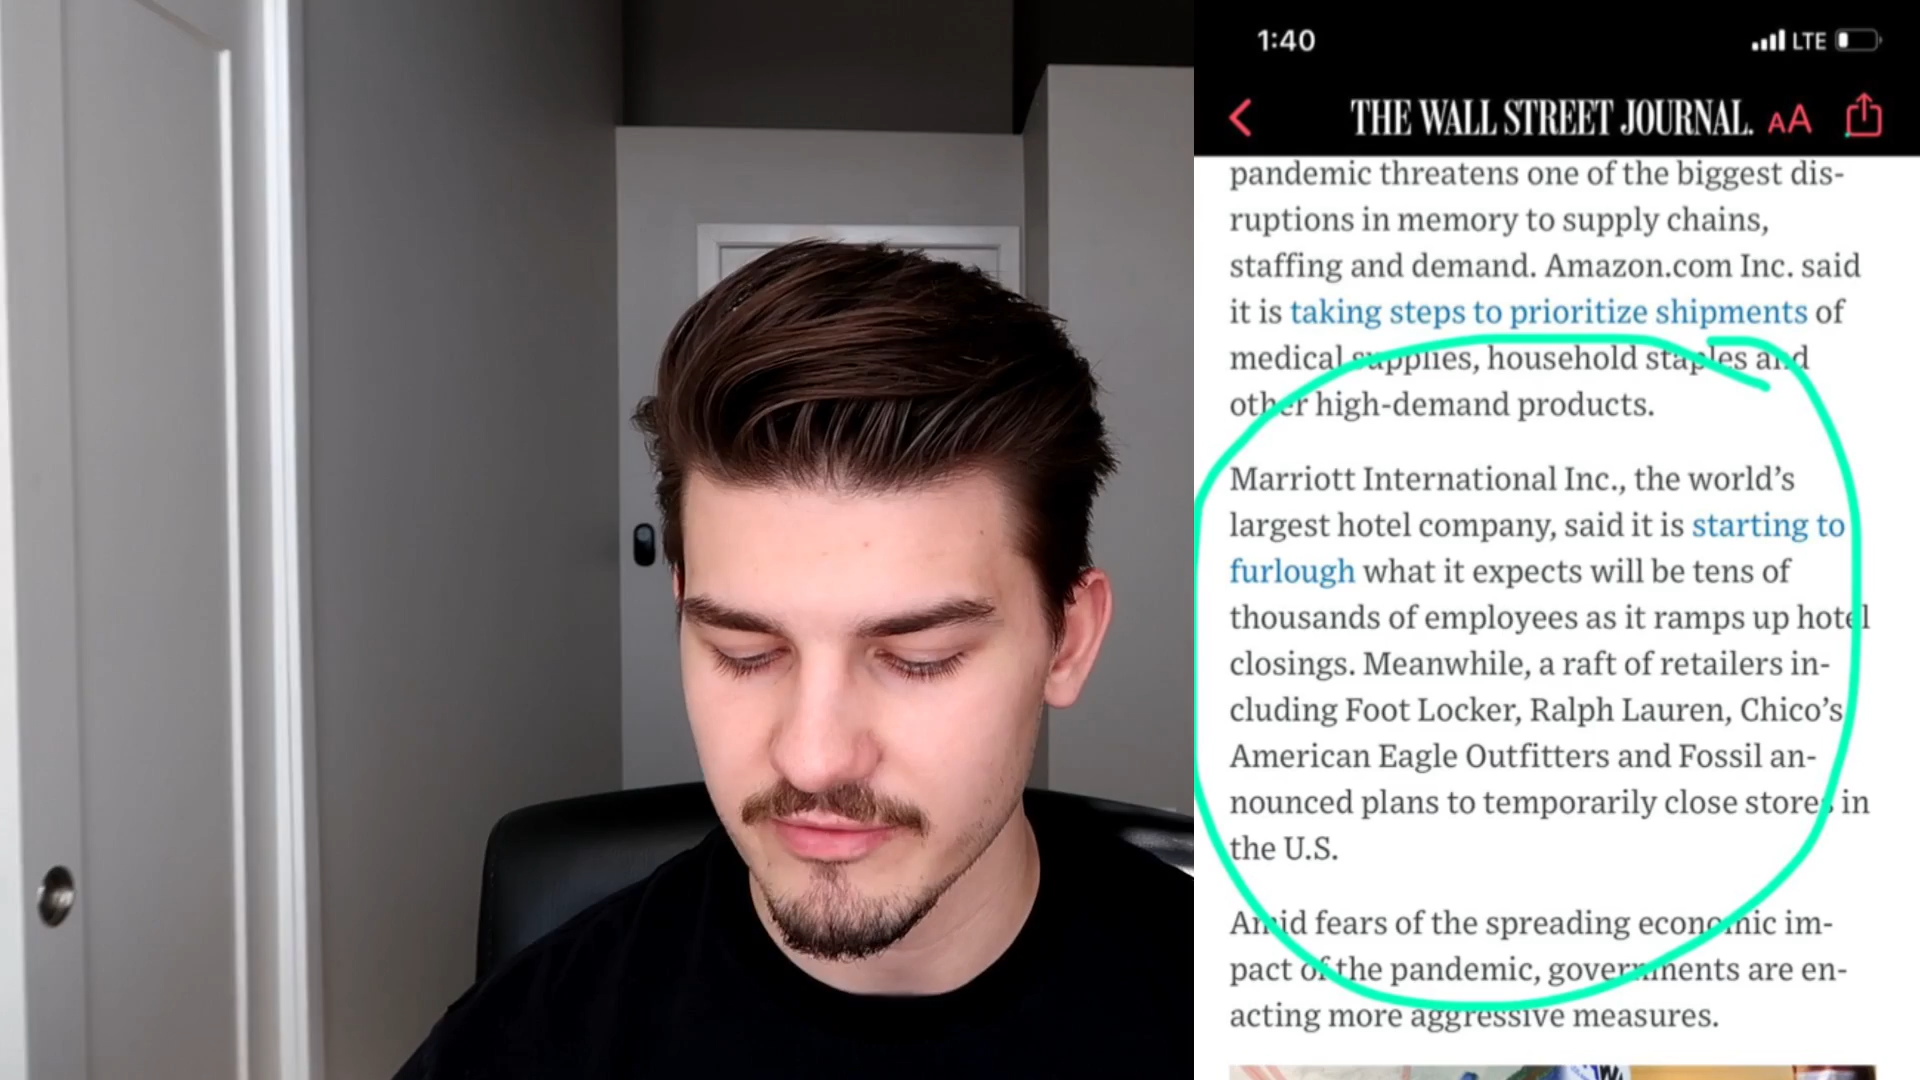 1:40
LTE
THE WALL STREET JOURNAL.
AA
pandemic threatens one of the biggest dis-
ruptions in memory to supply chains,
staffing and demand. Amazon.com Inc. said
it is taking steps to prioritize shipments of
medical supplies, household staples and
other high-demand products.
Marriott International Inc., the world's
largest hotel company, said it is starting to
furlough what it expects will be tens of
thousands of employees as it ramps up hotel
closings. Meanwhile, a raft of retailers in-
cluding Foot Locker, Ralph Lauren, Chico's
American Eagle Outfitters and Fossil an-
nounced plans to temporarily close stores in
the U.S.
Amid fears of the spreading economic im-
pact of the pandemic, governments are en-
acting more aggressive measures.